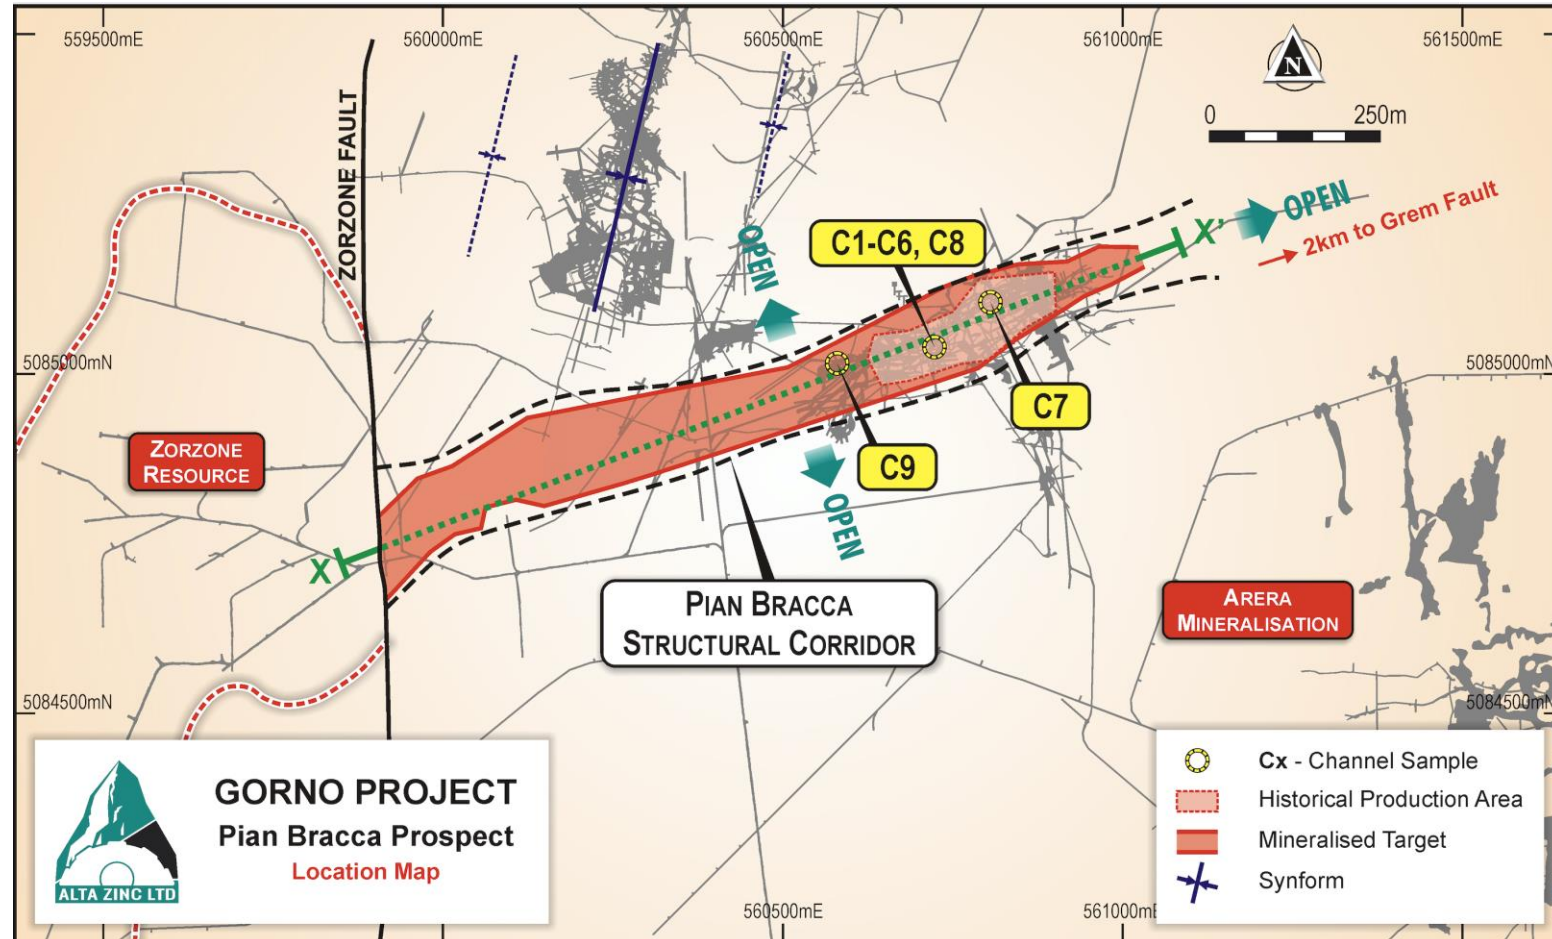 559500mE
560000mE
560500mE
561000mE
561500mE
N
0
250m
ZORZONE FAULT
OPEN
C1-C6, C8
X'
OPEN
2km to Grem Fault
5085000mN
5085000mN
C7
C9
ZORZONE
RESOURCE
OPEN
X
PIAN BRACCA
STRUCTURAL CORRIDOR
ARERA
MINERALISATION
5084500mN
5084500mN
GORNO PROJECT
Pian Bracca Prospect
Location Map
ALTA ZINC LTD
Cx - Channel Sample
Historical Production Area
Mineralised Target
Synform
560500mE
561000mE